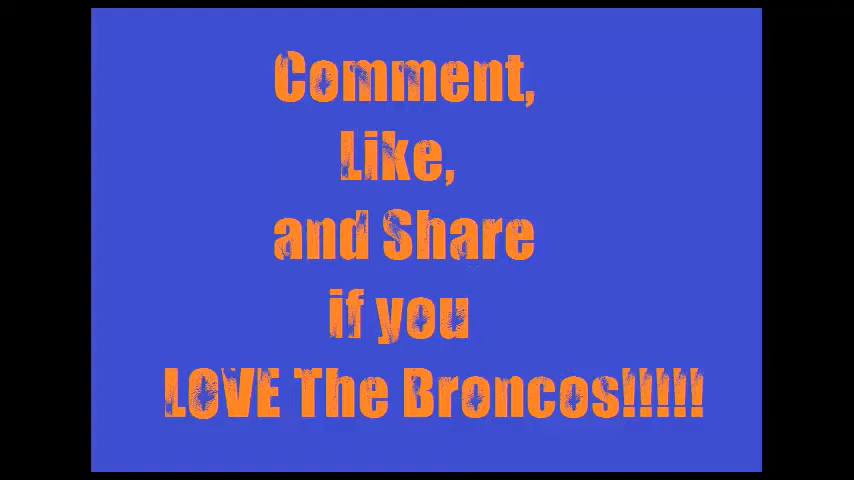 Comment,
Like,
and Share
if you
LOVE The Broncos!!!!!